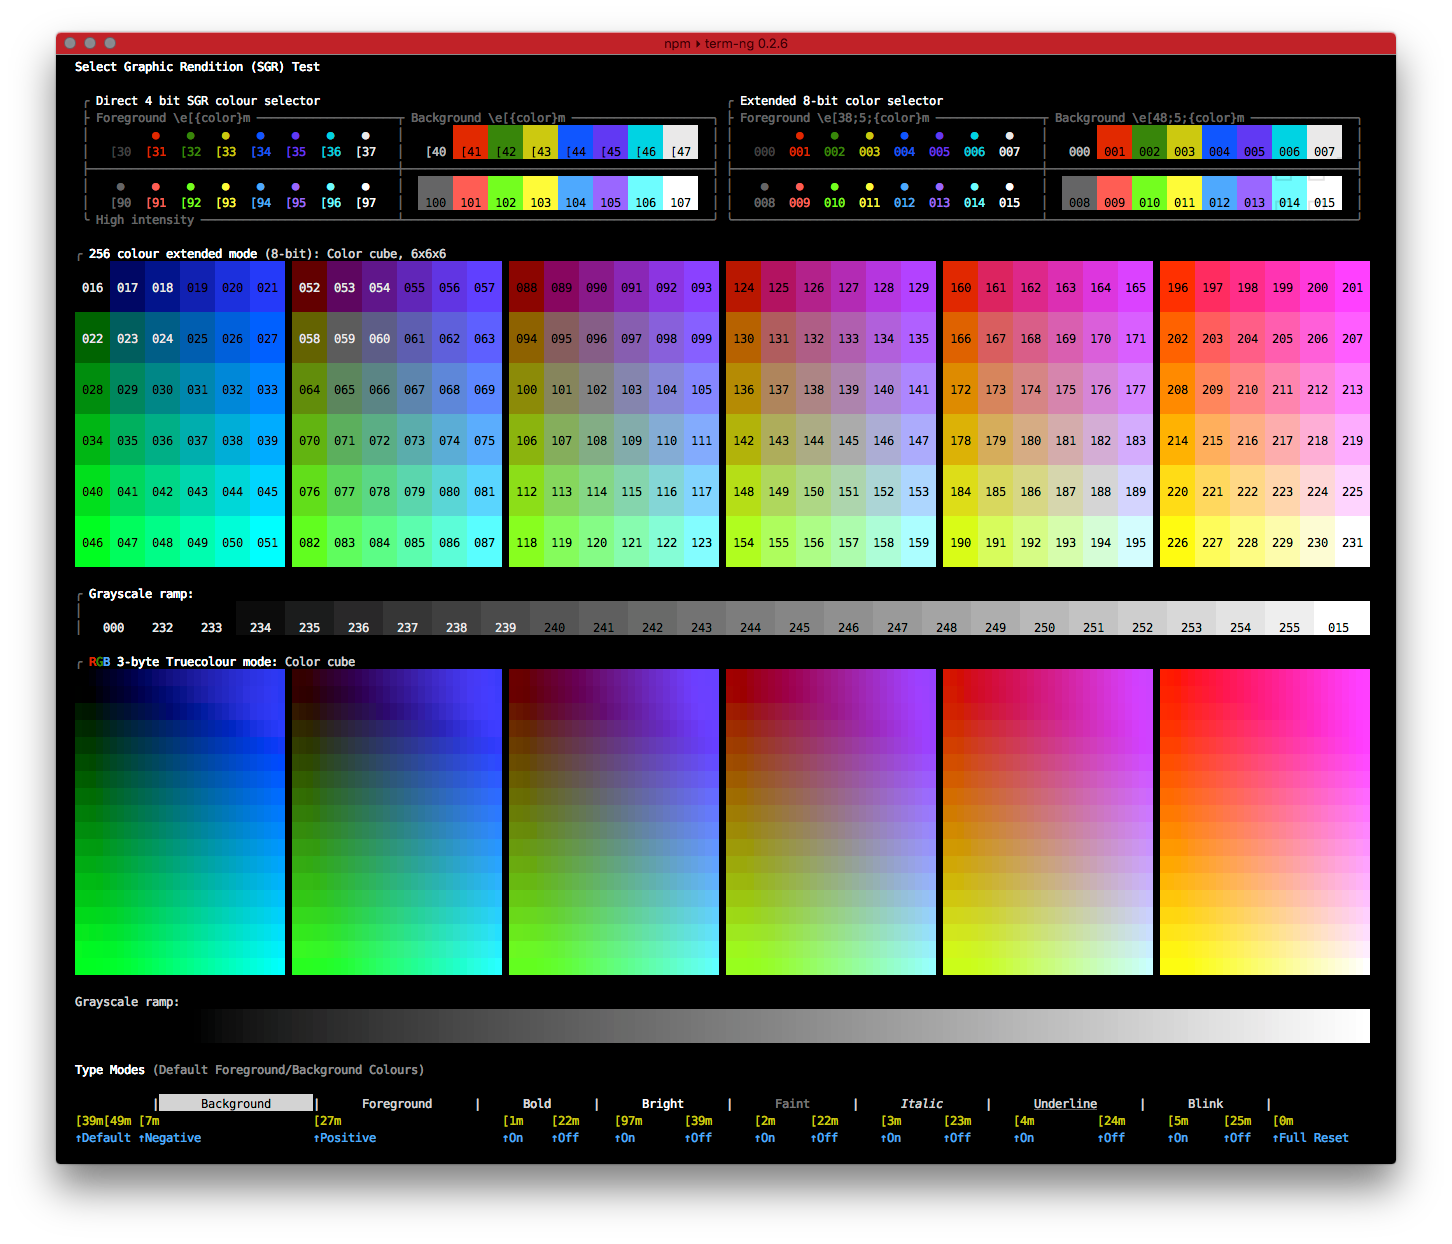 npm ▸ term-ng 0.2.6
Select Graphic Rendition (SGR) Test
Direct 4 bit SGR colour selector Extended 8-bit color selector
Foreground \e[{color}m Background \e[{color}m Foreground \e[38;5;{color}m Background \e[48;5;{color}m
[30 [31 [32 [33 [34 [35 [36 [37 [40 [41 [42 [43 [44 [45 [46 [47 000 001 002 003 004 005 006 007 000 001 002 003 004 005 006 007
[90 [91 [92 [93 [94 [95 [96 [97 100 101 102 103 104 105 106 107 008 009 010 011 012 013 014 015 008 009 010 011 012 013 014 015
High intensity
256 colour extended mode (8-bit): Color cube, 6x6x6
016 017 018 019 020 021 052 053 054 055 056 057 088 089 090 091 092 093 124 125 126 127 128 129 160 161 162 163 164 165 196 197 198 199 200 201
022 023 024 025 026 027 058 059 060 061 062 063 094 095 096 097 098 099 130 131 132 133 134 135 166 167 168 169 170 171 202 203 204 205 206 207
028 029 030 031 032 033 064 065 066 067 068 069 100 101 102 103 104 105 136 137 138 139 140 141 172 173 174 175 176 177 208 209 210 211 212 213
034 035 036 037 038 039 070 071 072 073 074 075 106 107 108 109 110 111 142 143 144 145 146 147 178 179 180 181 182 183 214 215 216 217 218 219
040 041 042 043 044 045 076 077 078 079 080 081 112 113 114 115 116 117 148 149 150 151 152 153 184 185 186 187 188 189 220 221 222 223 224 225
046 047 048 049 050 051 082 083 084 085 086 087 118 119 120 121 122 123 154 155 156 157 158 159 190 191 192 193 194 195 226 227 228 229 230 231
Grayscale ramp:
000 232 233 234 235 236 237 238 239 240 241 242 243 244 245 246 247 248 249 250 251 252 253 254 255 015
RGB 3-byte Truecolour mode: Color cube
Grayscale ramp:
Type Modes (Default Foreground/Background Colours)
| Background | Foreground | Bold | Bright | Faint | Italic | Underline | Blink |
[39m[49m [7m [27m [1m [22m [97m [39m [2m [22m [3m [23m [4m [24m [5m [25m [0m
↑Default ↑Negative ↑Positive ↑On ↑Off ↑On ↑Off ↑On ↑Off ↑On ↑Off ↑On ↑Off ↑On ↑Off ↑Full Reset